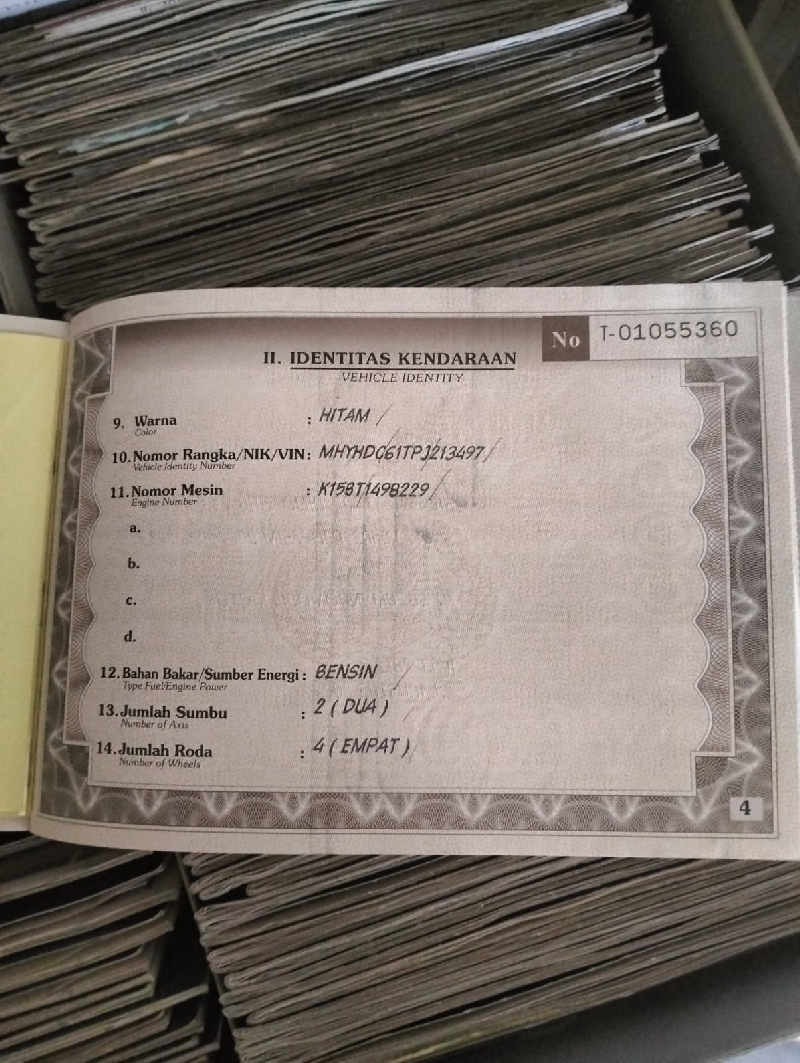 No T-01055360
II. IDENTITAS KENDARAAN
VEHICLE IDENTITY
9. Warna : HITAM /
Color
10. Nomor Rangka/NIK/VIN : MHYHDC61TPJ213497 /
Vehicle Identity Number
11. Nomor Mesin : K15BT1498229 /
Engine Number
a.
b.
c.
d.
12. Bahan Bakar/Sumber Energi : BENSIN /
Type Fuel/Engine Power
13. Jumlah Sumbu : 2 ( DUA )
Number of Axis
14. Jumlah Roda : 4 ( EMPAT ) /
Number of Wheels
4